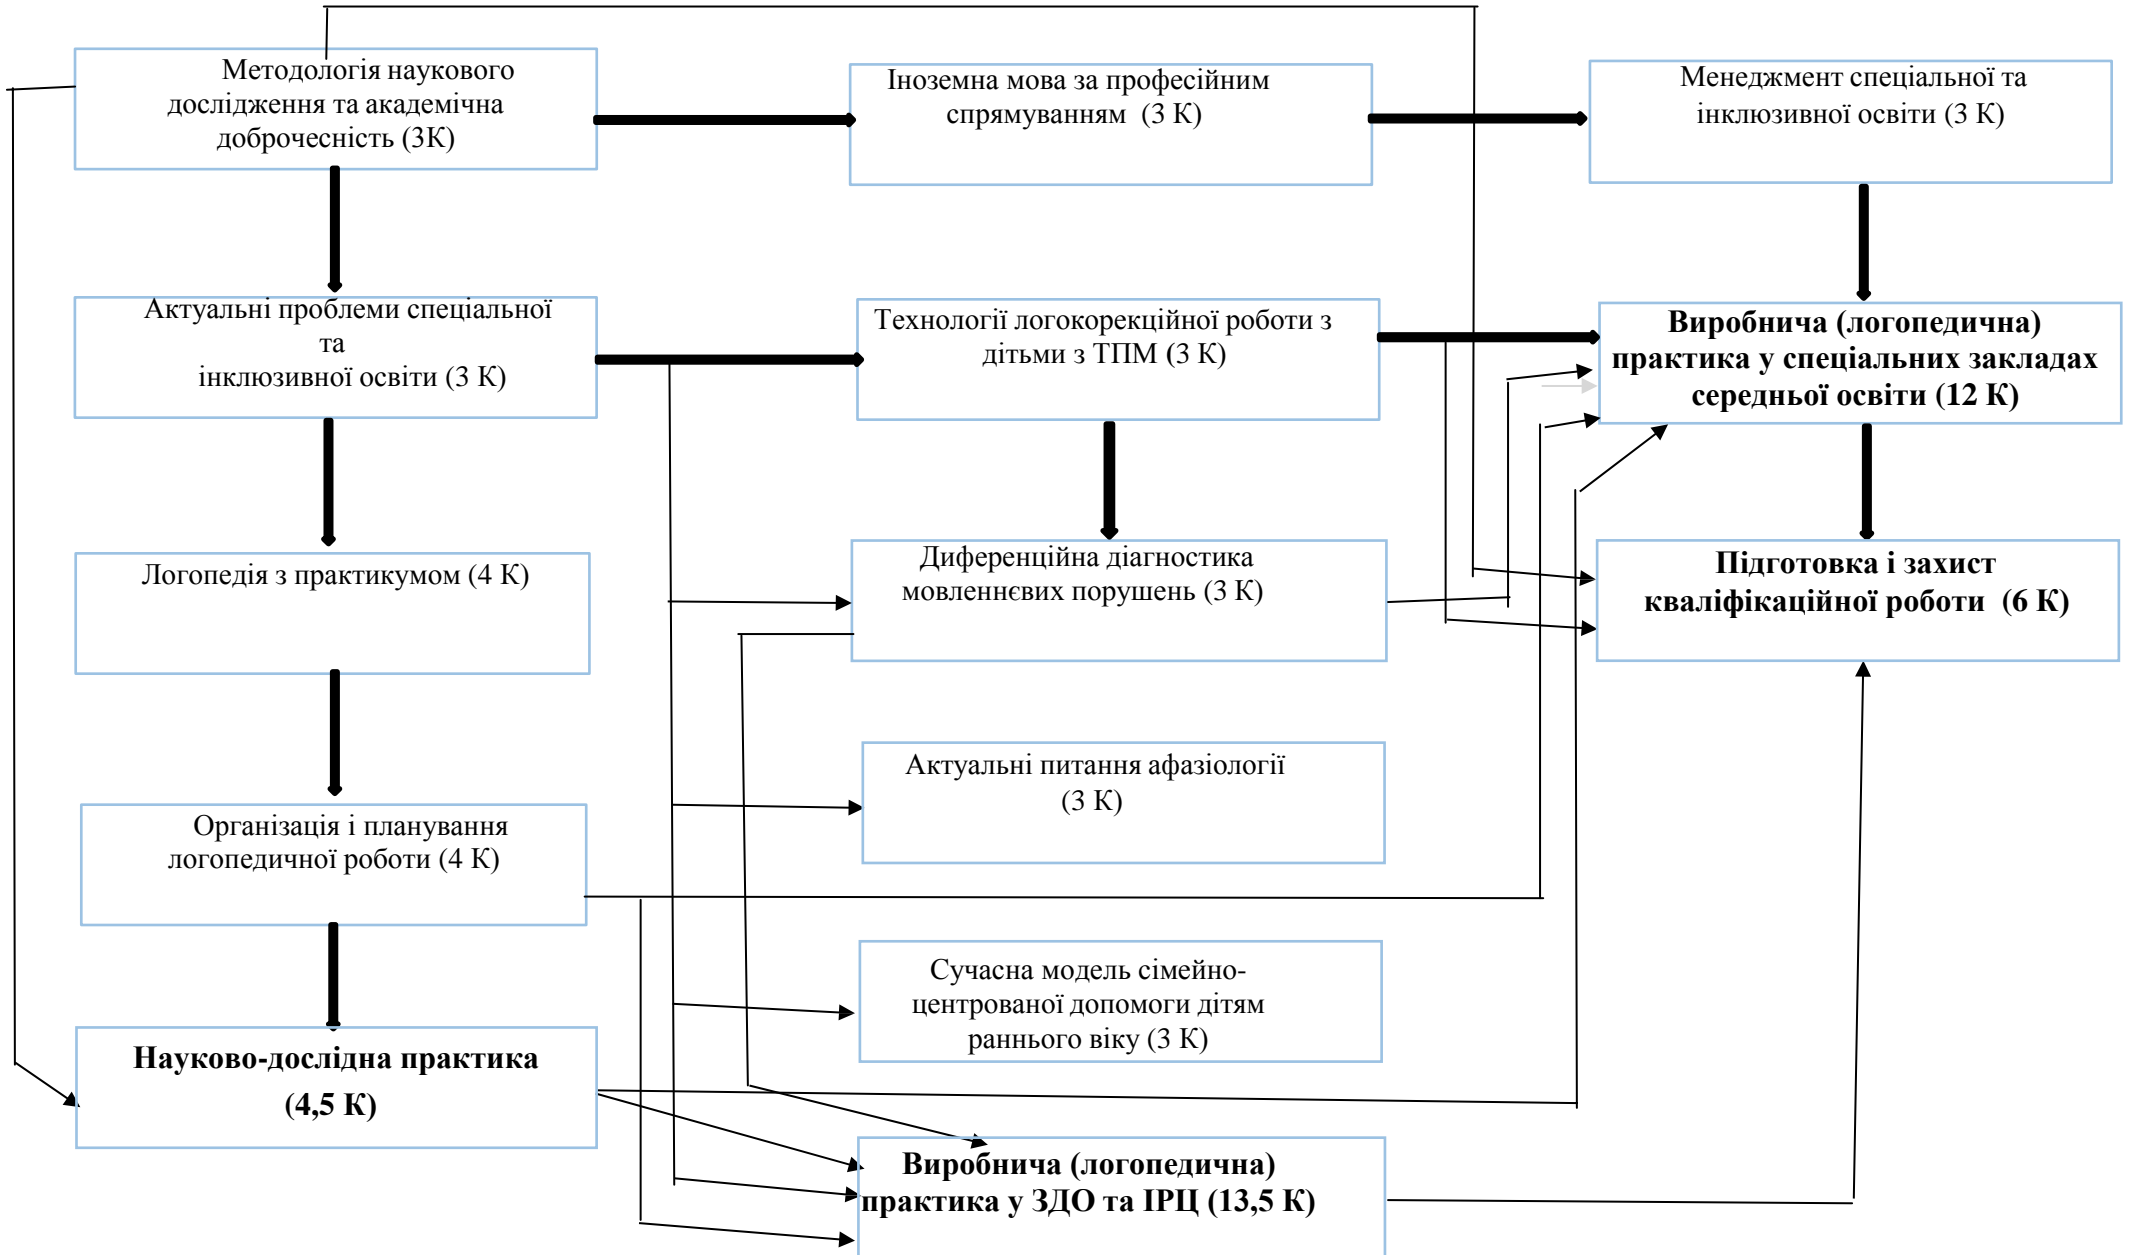 Методологія наукового
дослідження та академічна
доброчесність (3К)
Іноземна мова за професійним
спрямуванням (3 К)
Менеджмент спеціальної та
інклюзивної освіти (3 К)
Актуальні проблеми спеціальної
та
інклюзивної освіти (3 К)
Технології логокорекційної роботи з
дітьми з ТПМ (3 К)
Виробнича (логопедична)
практика у спеціальних закладах
середньої освіти (12 К)
Логопедія з практикумом (4 К)
Диференційна діагностика
мовленнєвих порушень (3 К)
Підготовка і захист
кваліфікаційної роботи (6 К)
Актуальні питання афазіології
(3 К)
Організація і планування
логопедичної роботи (4 К)
Сучасна модель сімейно-
центрованої допомоги дітям
раннього віку (3 К)
Науково-дослідна практика
(4,5 К)
Виробнича (логопедична)
практика у ЗДО та ІРЦ (13,5 К)